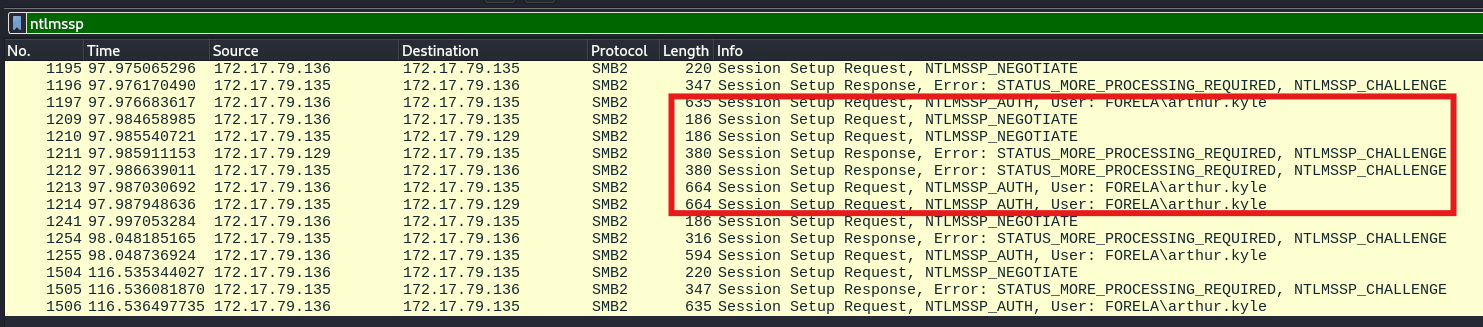 ntlmssp
No. Time Source Destination Protocol Length Info
1195 97.975065296 172.17.79.136 172.17.79.135 SMB2 220 Session Setup Request, NTLMSSP_NEGOTIATE
1196 97.976170490 172.17.79.135 172.17.79.136 SMB2 347 Session Setup Response, Error: STATUS_MORE_PROCESSING_REQUIRED, NTLMSSP_CHALLENGE
1197 97.976683617 172.17.79.136 172.17.79.135 SMB2 635 Session Setup Request, NTLMSSP_AUTH, User: FORELA\arthur.kyle
1209 97.984658985 172.17.79.136 172.17.79.135 SMB2 186 Session Setup Request, NTLMSSP_NEGOTIATE
1210 97.985540721 172.17.79.135 172.17.79.129 SMB2 186 Session Setup Request, NTLMSSP_NEGOTIATE
1211 97.985911153 172.17.79.129 172.17.79.135 SMB2 380 Session Setup Response, Error: STATUS_MORE_PROCESSING_REQUIRED, NTLMSSP_CHALLENGE
1212 97.986639011 172.17.79.135 172.17.79.136 SMB2 380 Session Setup Response, Error: STATUS_MORE_PROCESSING_REQUIRED, NTLMSSP_CHALLENGE
1213 97.987030692 172.17.79.136 172.17.79.135 SMB2 664 Session Setup Request, NTLMSSP_AUTH, User: FORELA\arthur.kyle
1214 97.987948636 172.17.79.135 172.17.79.129 SMB2 664 Session Setup Request, NTLMSSP_AUTH, User: FORELA\arthur.kyle
1241 97.997053284 172.17.79.136 172.17.79.135 SMB2 186 Session Setup Request, NTLMSSP_NEGOTIATE
1254 98.048185165 172.17.79.135 172.17.79.136 SMB2 316 Session Setup Response, Error: STATUS_MORE_PROCESSING_REQUIRED, NTLMSSP_CHALLENGE
1255 98.048736924 172.17.79.136 172.17.79.135 SMB2 594 Session Setup Request, NTLMSSP_AUTH, User: FORELA\arthur.kyle
1504 116.535344027 172.17.79.136 172.17.79.135 SMB2 220 Session Setup Request, NTLMSSP_NEGOTIATE
1505 116.536081870 172.17.79.135 172.17.79.136 SMB2 347 Session Setup Response, Error: STATUS_MORE_PROCESSING_REQUIRED, NTLMSSP_CHALLENGE
1506 116.536497735 172.17.79.136 172.17.79.135 SMB2 635 Session Setup Request, NTLMSSP_AUTH, User: FORELA\arthur.kyle